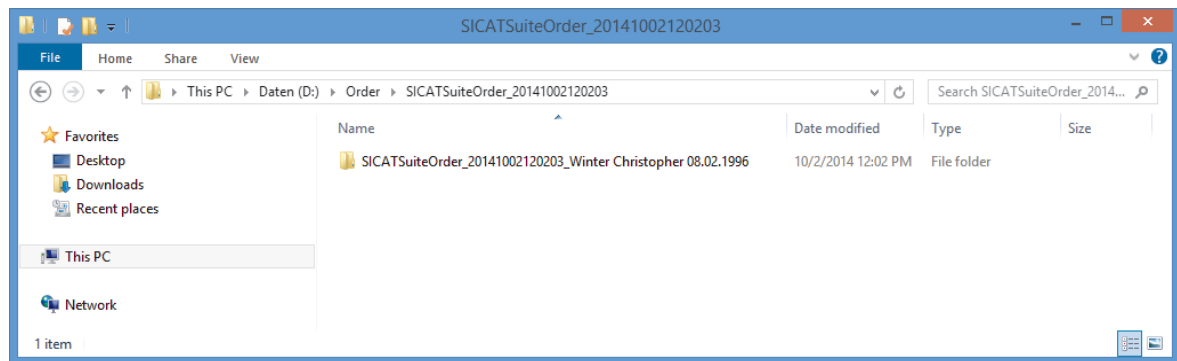 SICATSuiteOrder_20141002120203
File Home Share View
This PC Daten (D:) Order SICATSuiteOrder_20141002120203 Search SICATSuiteOrder_2014...
Favorites
Desktop
Downloads
Recent places
This PC
Network
Name Date modified Type Size
SICATSuiteOrder_20141002120203_Winter Christopher 08.02.1996 10/2/2014 12:02 PM File folder
1 item